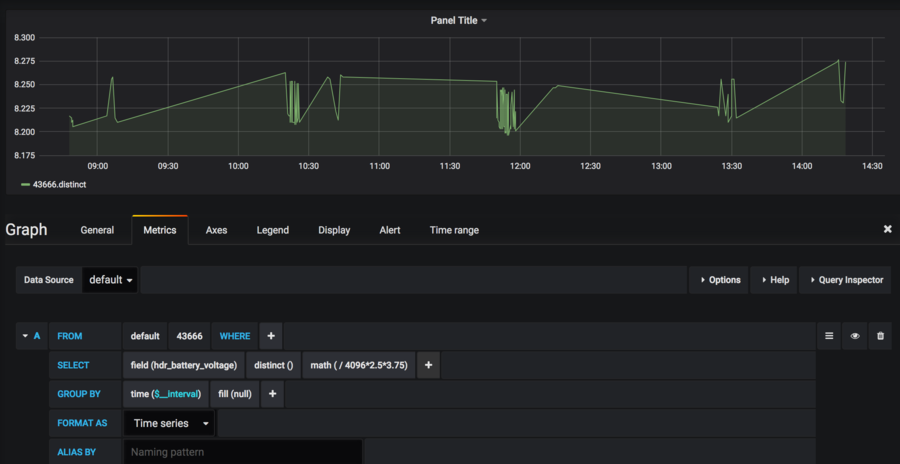 Panel Title
8.300
8.275
8.250
8.225
8.200
8.175
09:00 09:30 10:00 10:30 11:00 11:30 12:00 12:30 13:00 13:30 14:00 14:30
43666.distinct
Graph General Metrics Axes Legend Display Alert Time range
Data Source default Options Help Query Inspector
A FROM default 43666 WHERE +
SELECT field (hdr_battery_voltage) distinct () math ( / 4096*2.5*3.75) +
GROUP BY time ($__interval) fill (null) +
FORMAT AS Time series
ALIAS BY Naming pattern